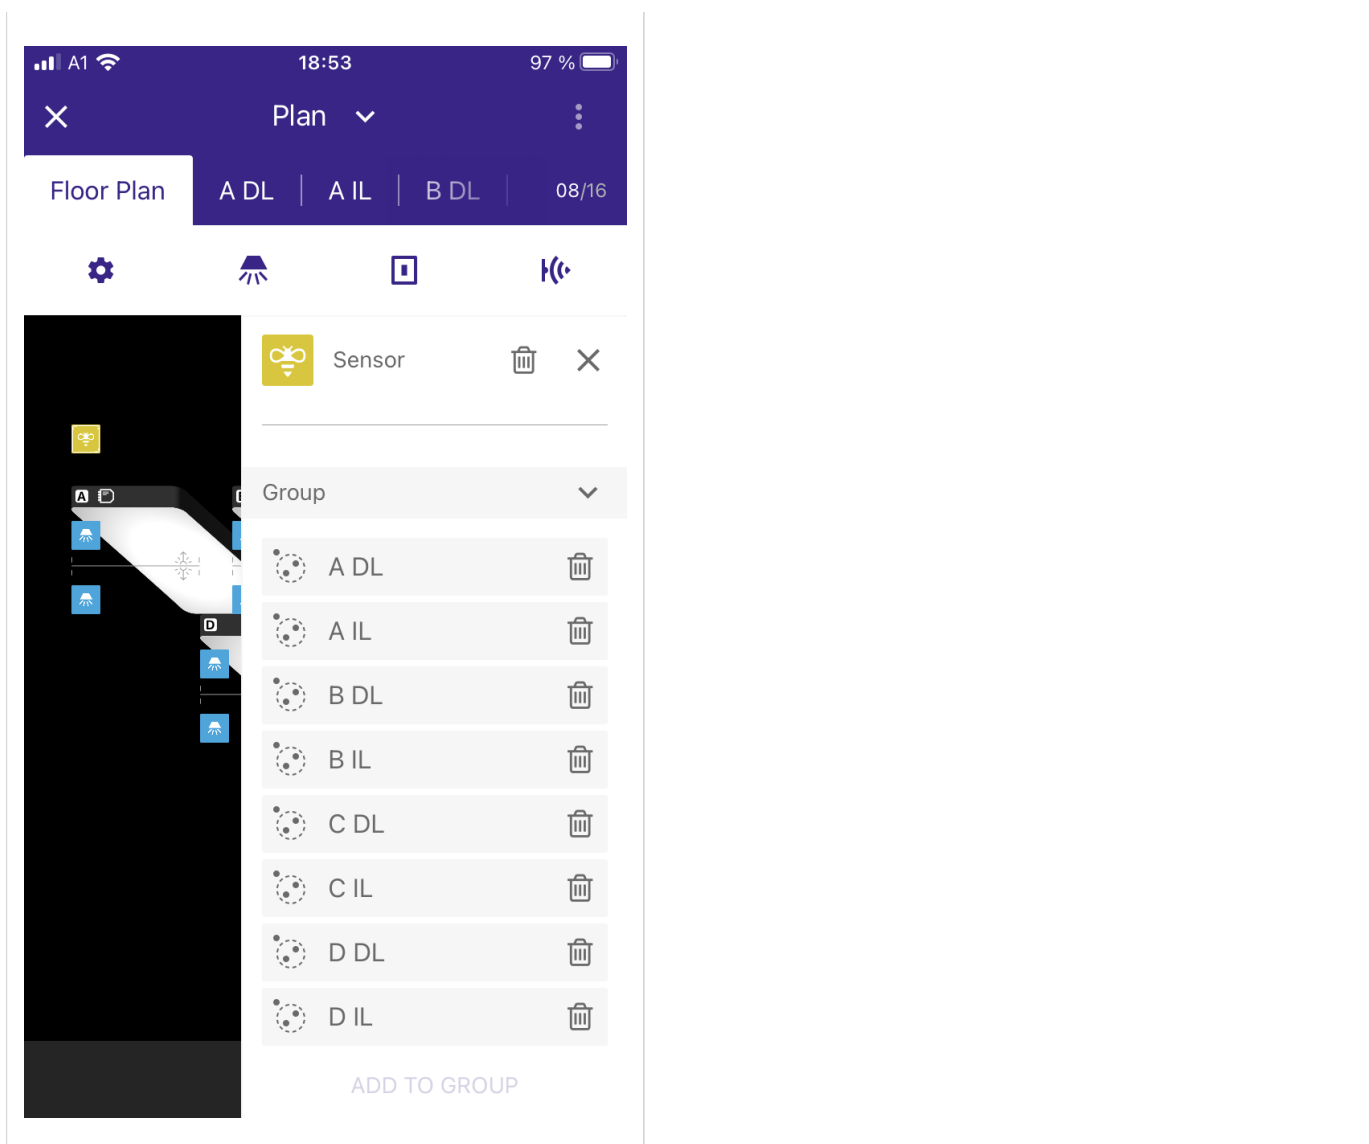 A1 18:53 97 %
Plan
Floor Plan A DL A IL B DL 08/16
Sensor
A
D
Group
A DL
A IL
B DL
B IL
C DL
C IL
D DL
D IL
ADD TO GROUP